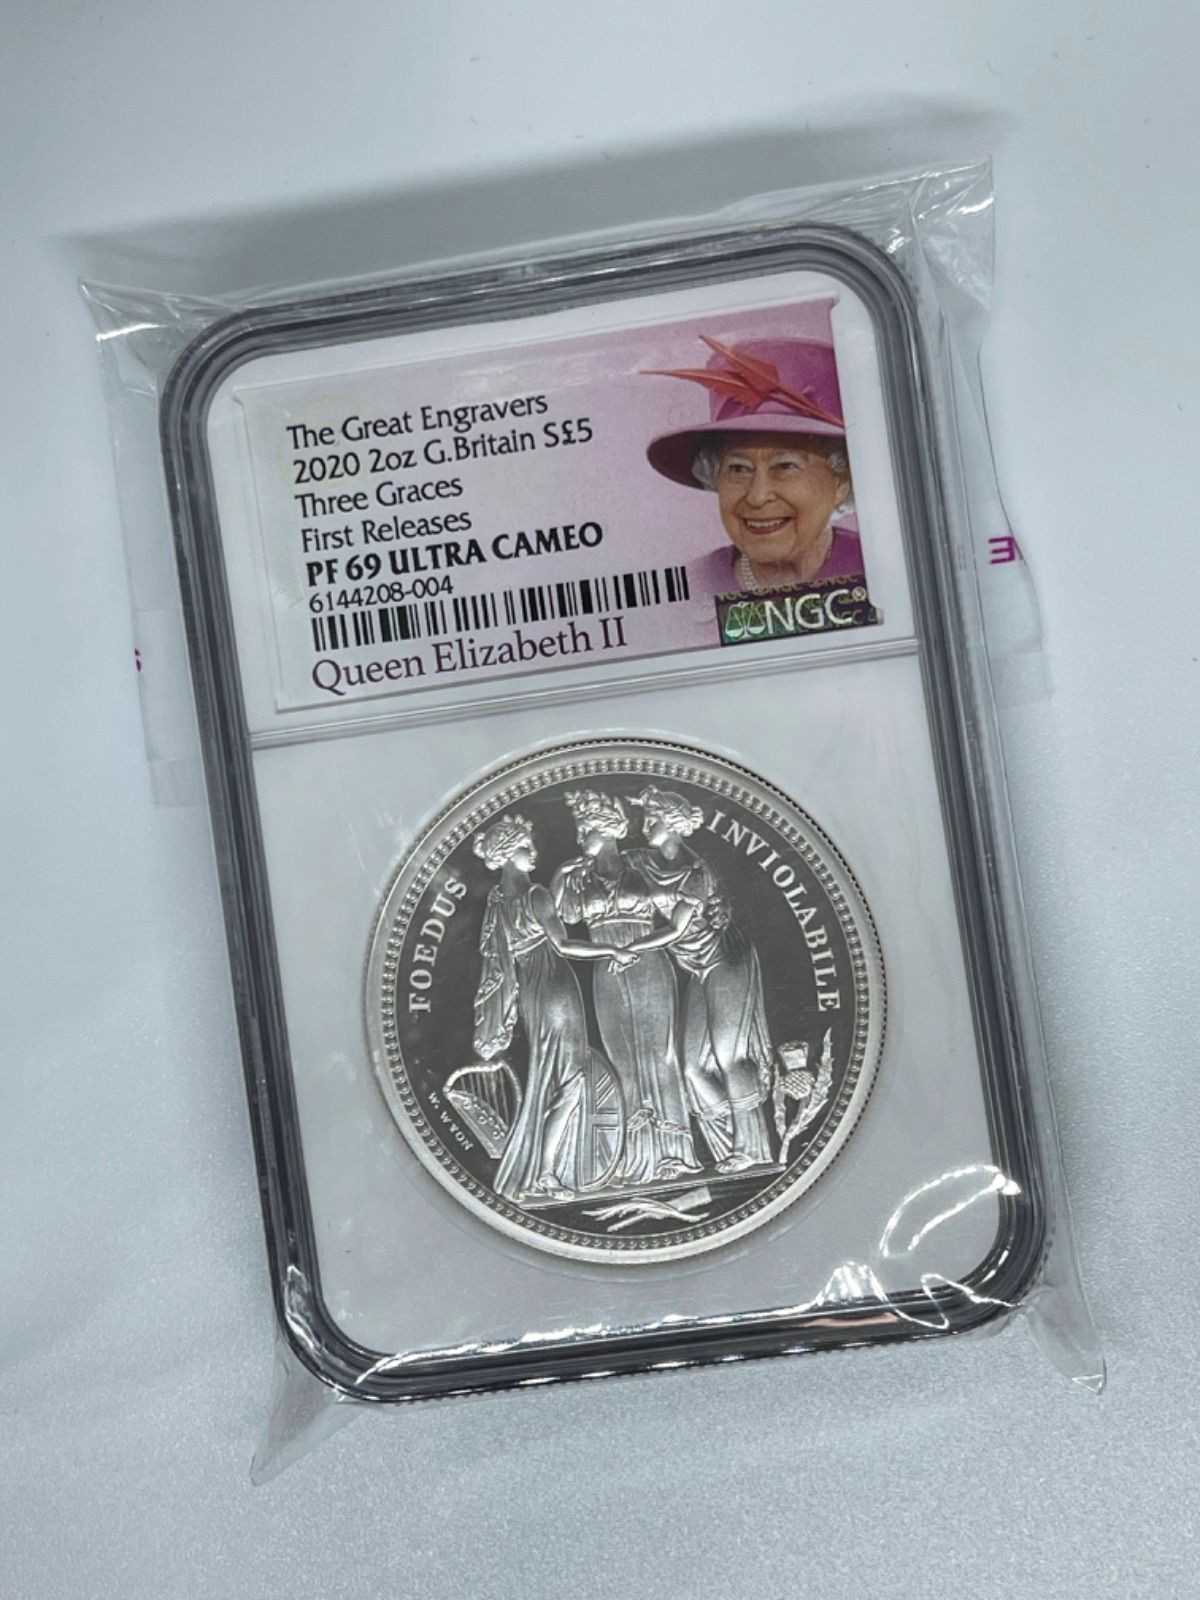 The Great Engravers
2020 2oz G.Britain S£5
Three Graces
First Releases
PF 69 ULTRA CAMEO
6144208-004
Queen Elizabeth II
NGC®
FOEDUS
INVIOLABILE
W. WYON